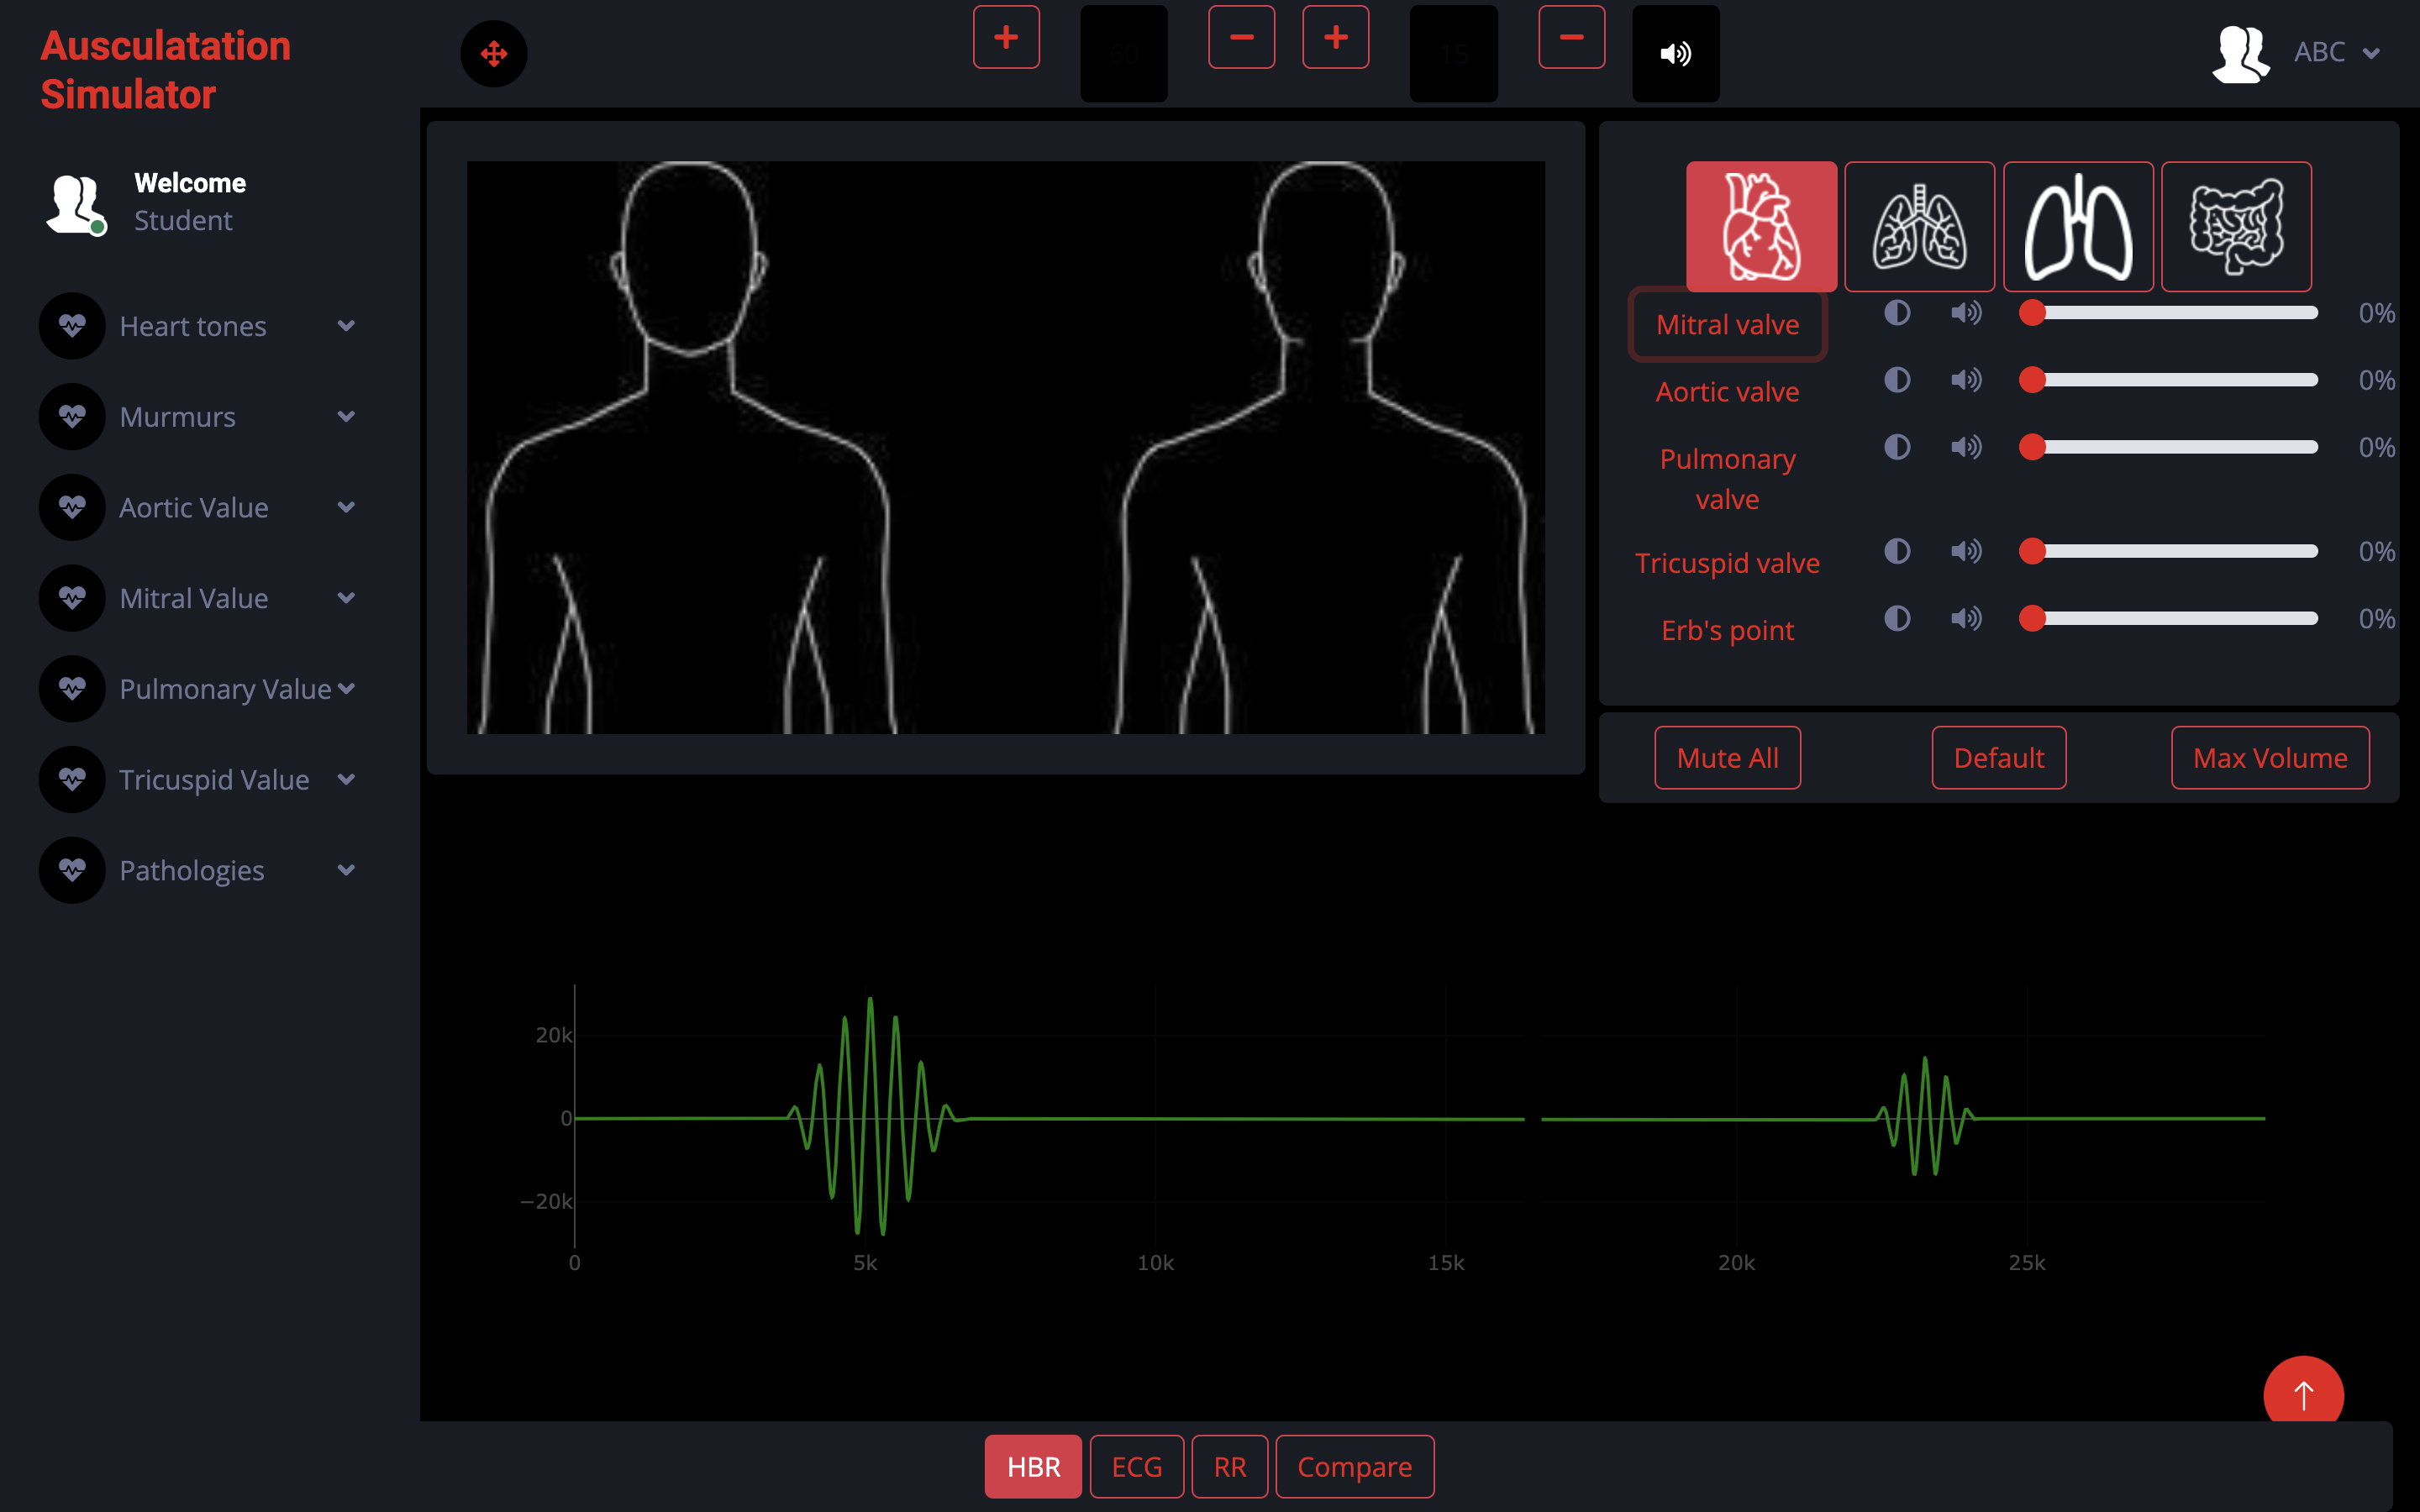 Ausculatation
Simulator
60
15
ABC
Welcome
Student
Heart tones
Murmurs
Aortic Value
Mitral Value
Pulmonary Value
Tricuspid Value
Pathologies
Mitral valve
0%
Aortic valve
0%
Pulmonary
valve
0%
Tricuspid valve
0%
Erb's point
0%
Mute All
Default
Max Volume
20k
0
−20k
0
5k
10k
15k
20k
25k
HBR
ECG
RR
Compare